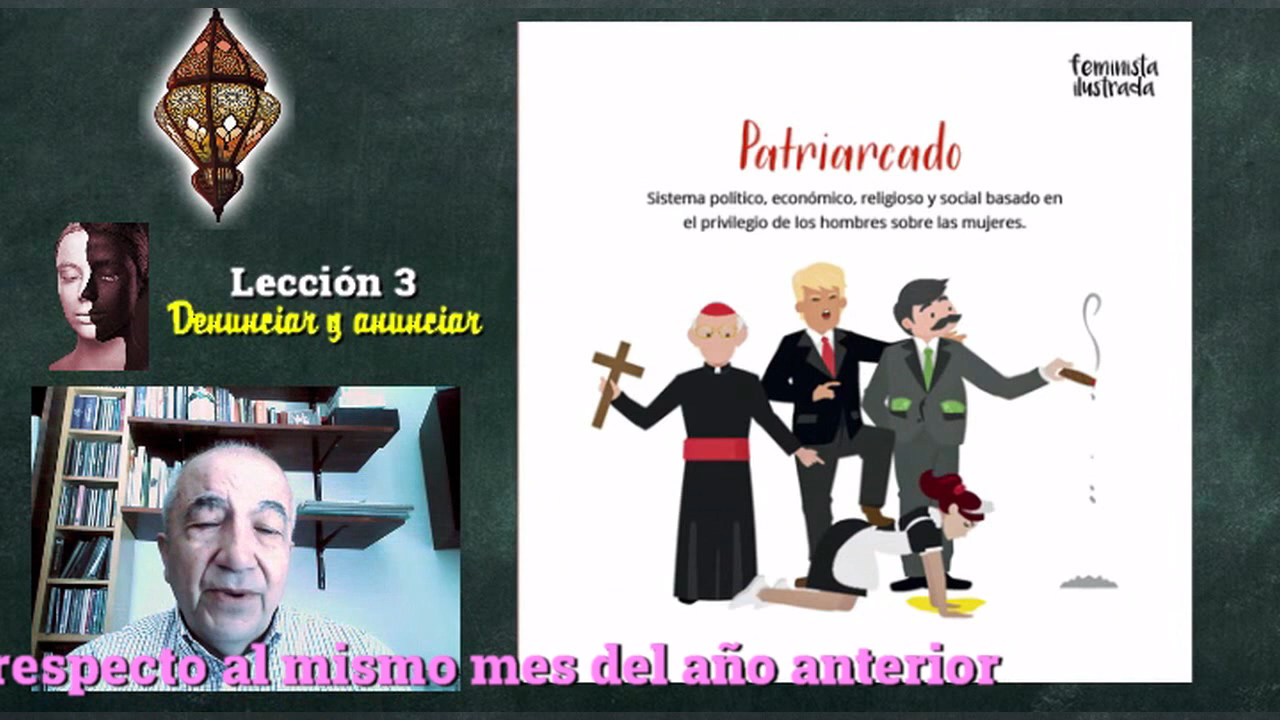 feminista
ilustrada
Patriarcado
Sistema político, económico, religioso y social basado en
el privilegio de los hombres sobre las mujeres.
Lección 3
Denunciar y anunciar
respecto al mismo mes del año anterior